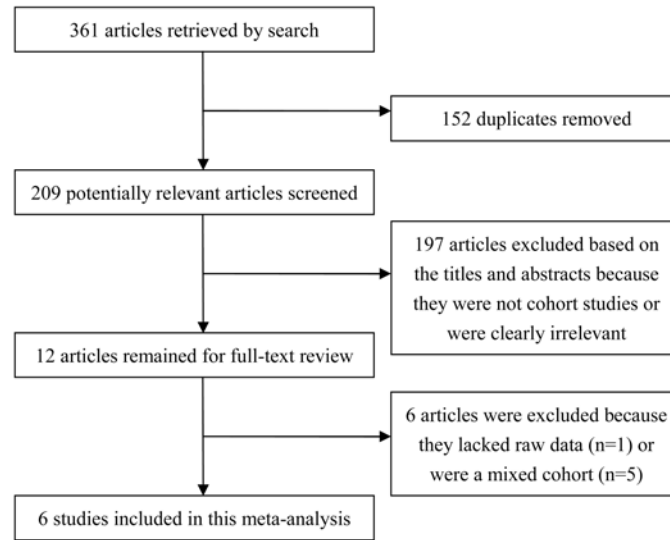 361 articles retrieved by search
152 duplicates removed
209 potentially relevant articles screened
197 articles excluded based on
the titles and abstracts because
they were not cohort studies or
were clearly irrelevant
12 articles remained for full-text review
6 articles were excluded because
they lacked raw data (n=1) or
were a mixed cohort (n=5)
6 studies included in this meta-analysis